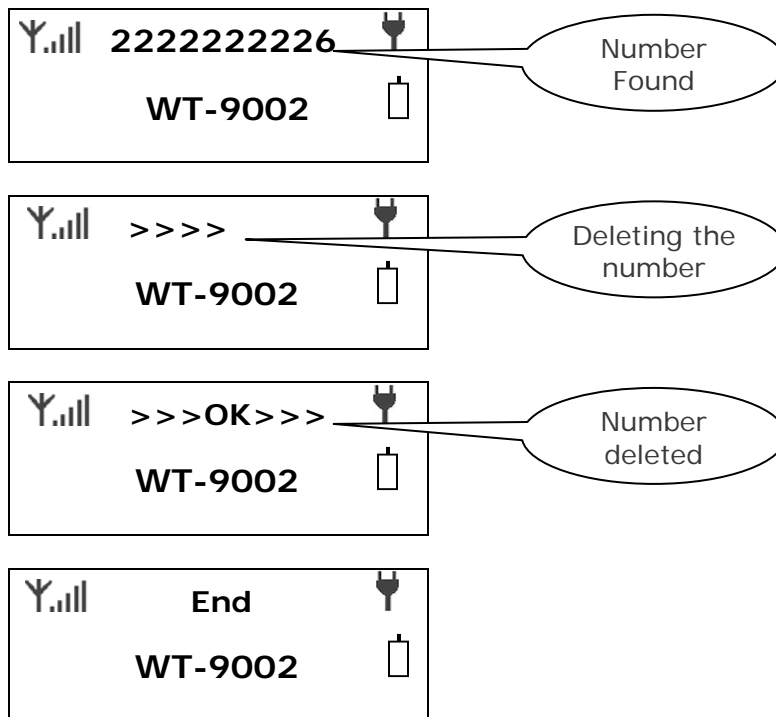 2222222226
Number
Found
WT-9002
>>>>
Deleting the
number
WT-9002
>>>OK>>>
Number
deleted
WT-9002
End
WT-9002